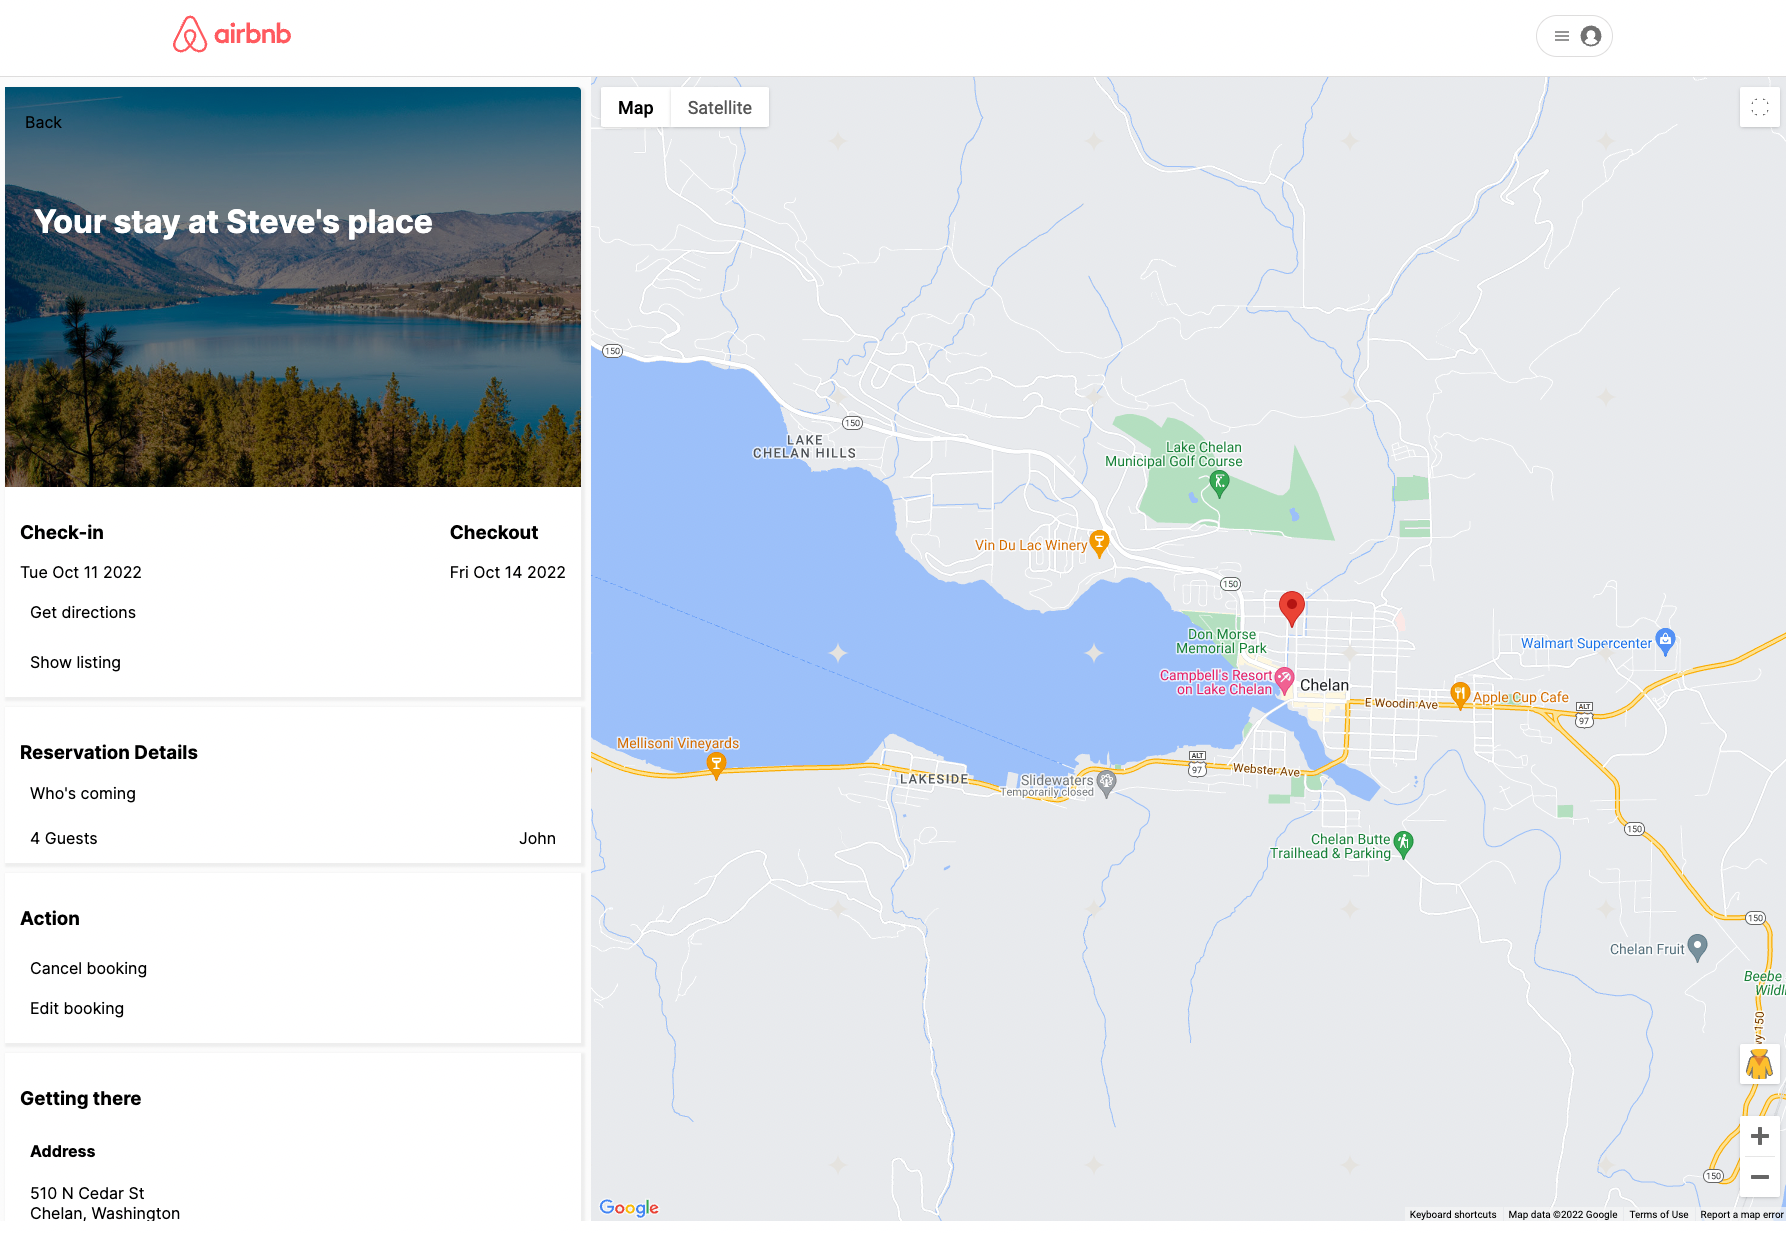 airbnb
Back
Your stay at Steve's place
Check-in
Checkout
Tue Oct 11 2022
Fri Oct 14 2022
Get directions
Show listing
Reservation Details
Who's coming
4 Guests
John
Action
Cancel booking
Edit booking
Getting there
Address
510 N Cedar St
Chelan, Washington
Map
Satellite
150
150
LAKE
CHELAN HILLS
Lake Chelan
Municipal Golf Course
Vin Du Lac Winery
150
Don Morse
Memorial Park
Walmart Supercenter
Campbell's Resort
on Lake Chelan
Chelan
E Woodin Ave
Apple Cup Cafe
ALT
97
Mellisoni Vineyards
LAKESIDE
Slidewaters
Temporarily closed
ALT
97
Webster Ave
150
Chelan Butte
Trailhead & Parking
150
Chelan Fruit
Beebe
Wildl
wy 150
150
Google
Keyboard shortcuts
Map data ©2022 Google
Terms of Use
Report a map error